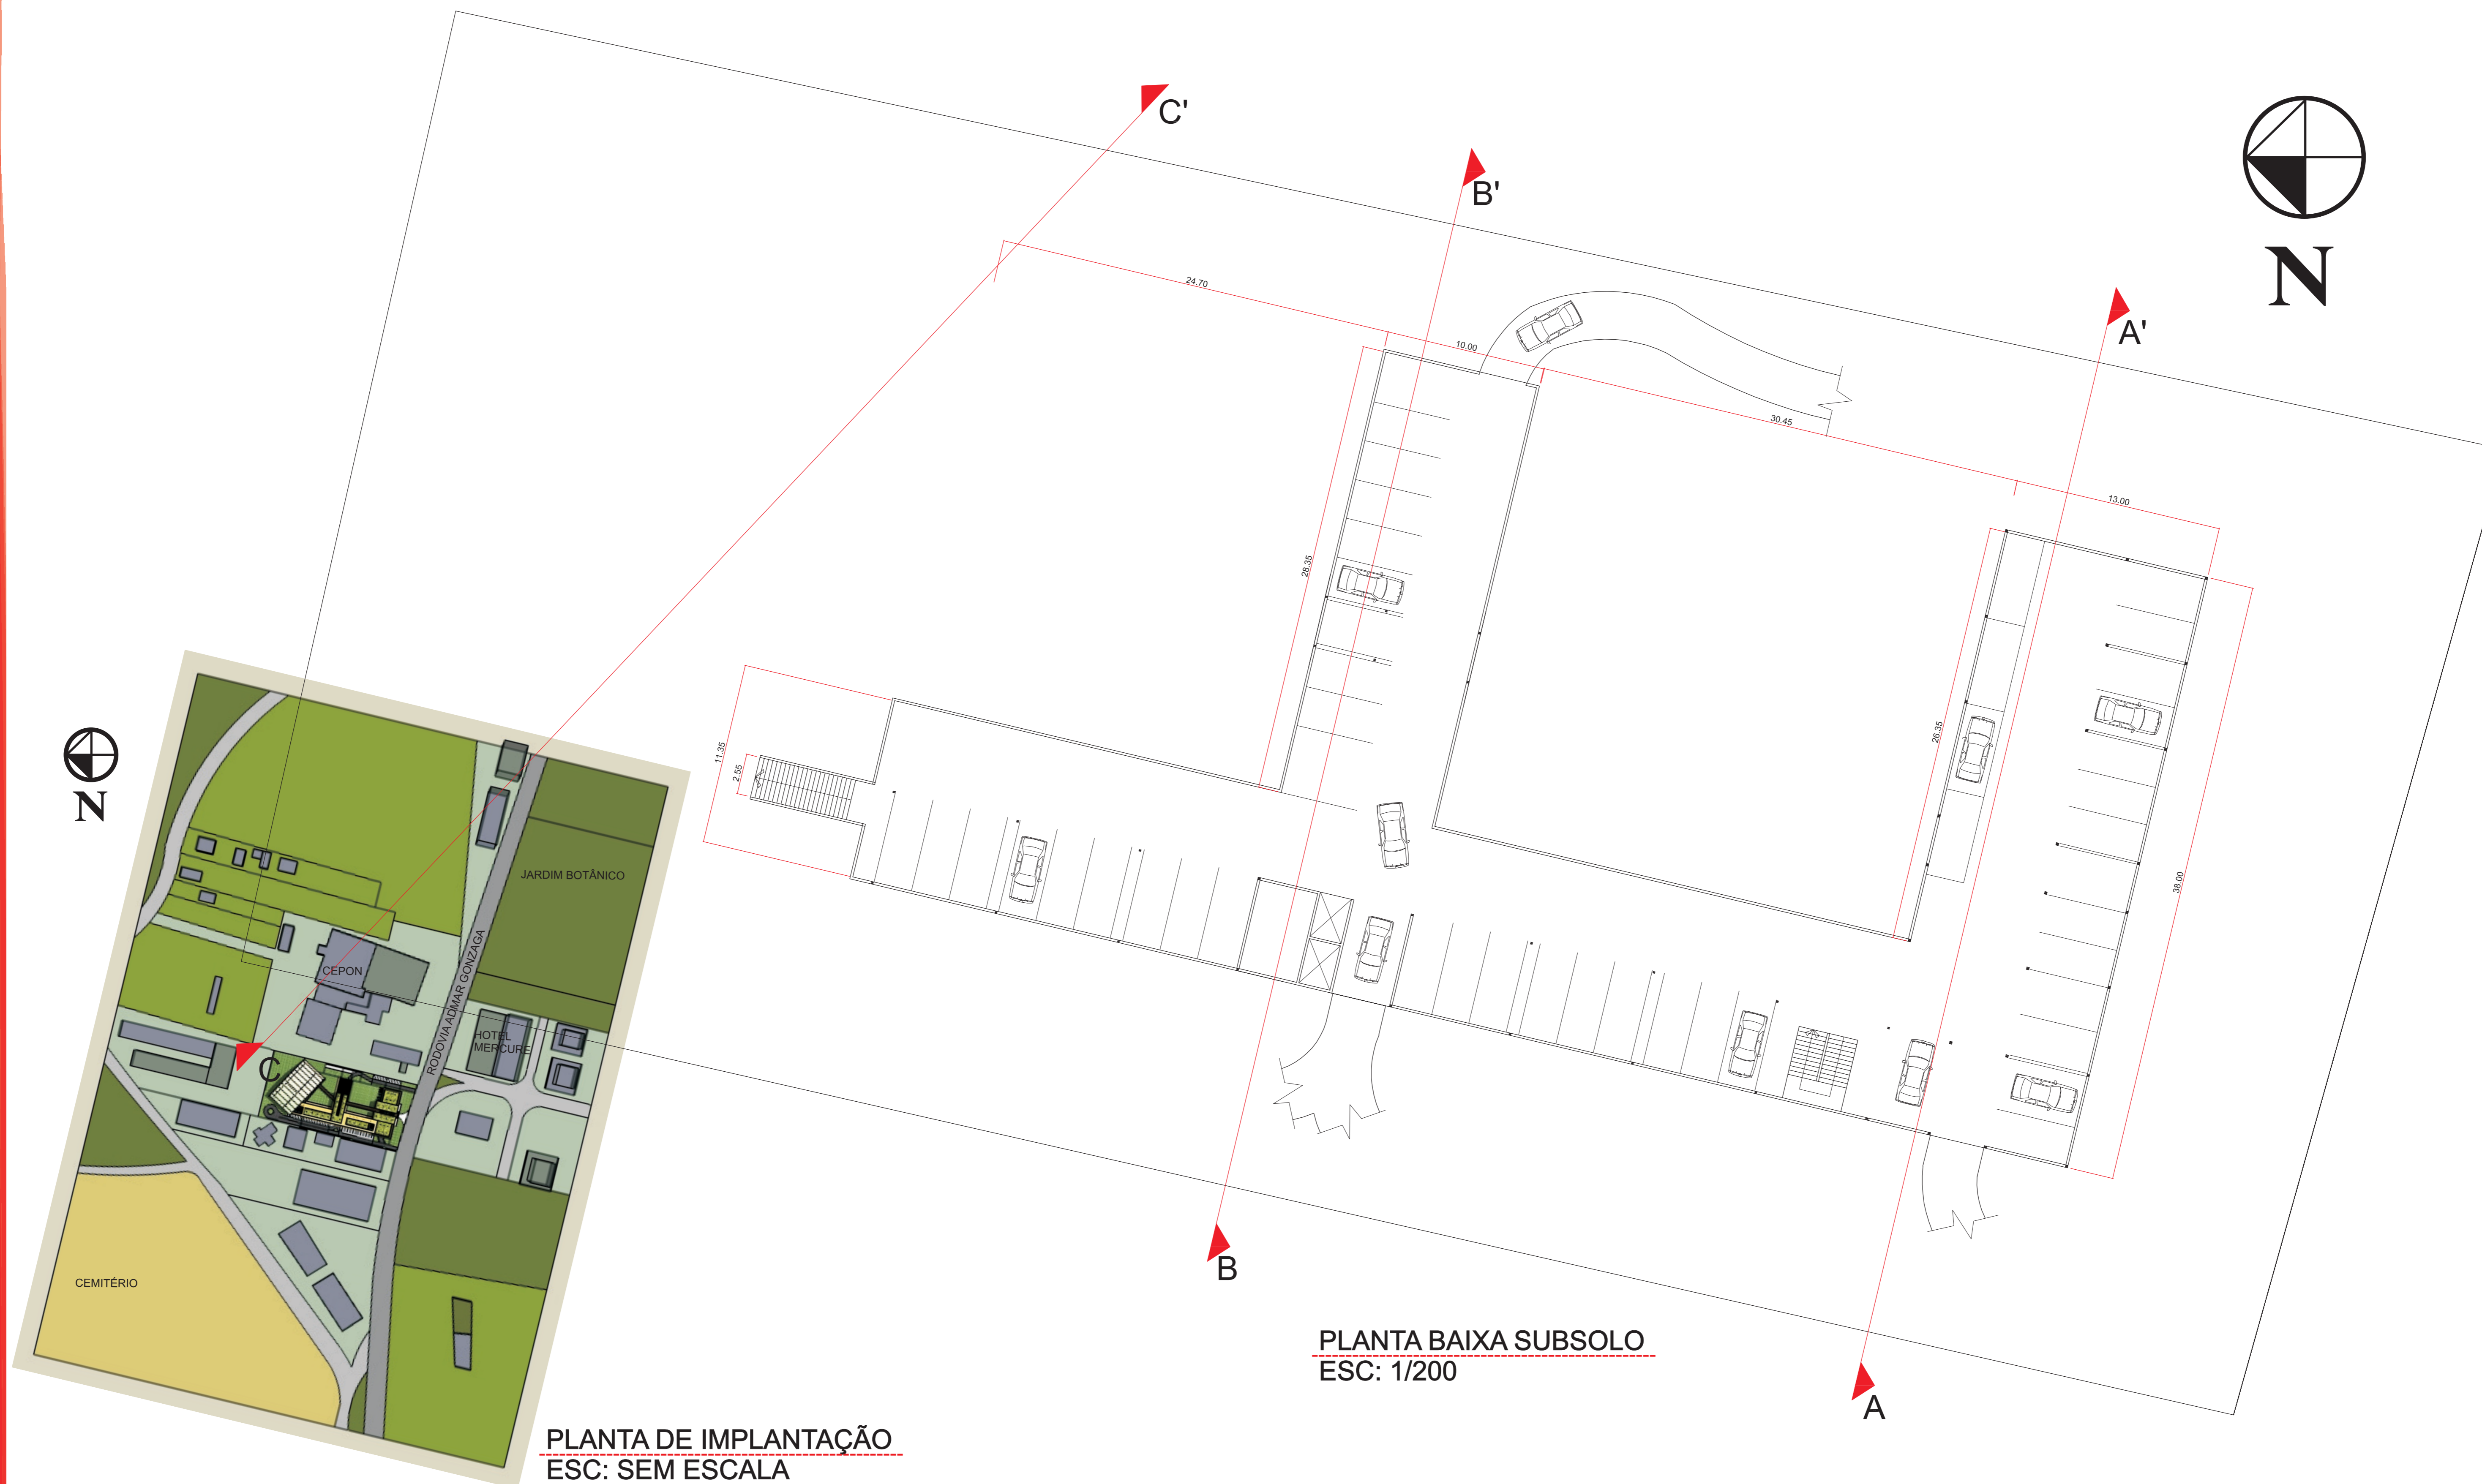 C'
B'
N
A'
24.70
10.00
30.45
13.00
28.35
26.35
38.00
11.35
2.55
N
JARDIM BOTÂNICO
RODOVIA ADMAR GONZAGA
CEPON
HOTEL
MERCURE
C
CEMITÉRIO
B
A
PLANTA BAIXA SUBSOLO
ESC: 1/200
PLANTA DE IMPLANTAÇÃO
ESC: SEM ESCALA